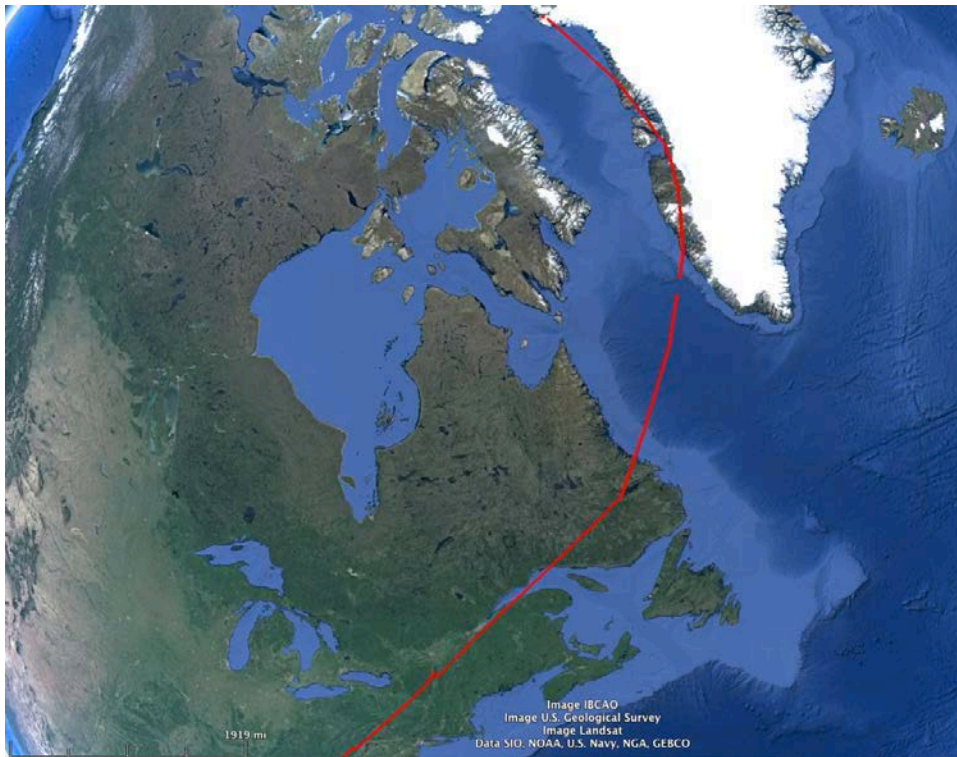 1919 mi
Image IBCAO
Image U.S. Geological Survey
Image Landsat
Data SIO, NOAA, U.S. Navy, NGA, GEBCO